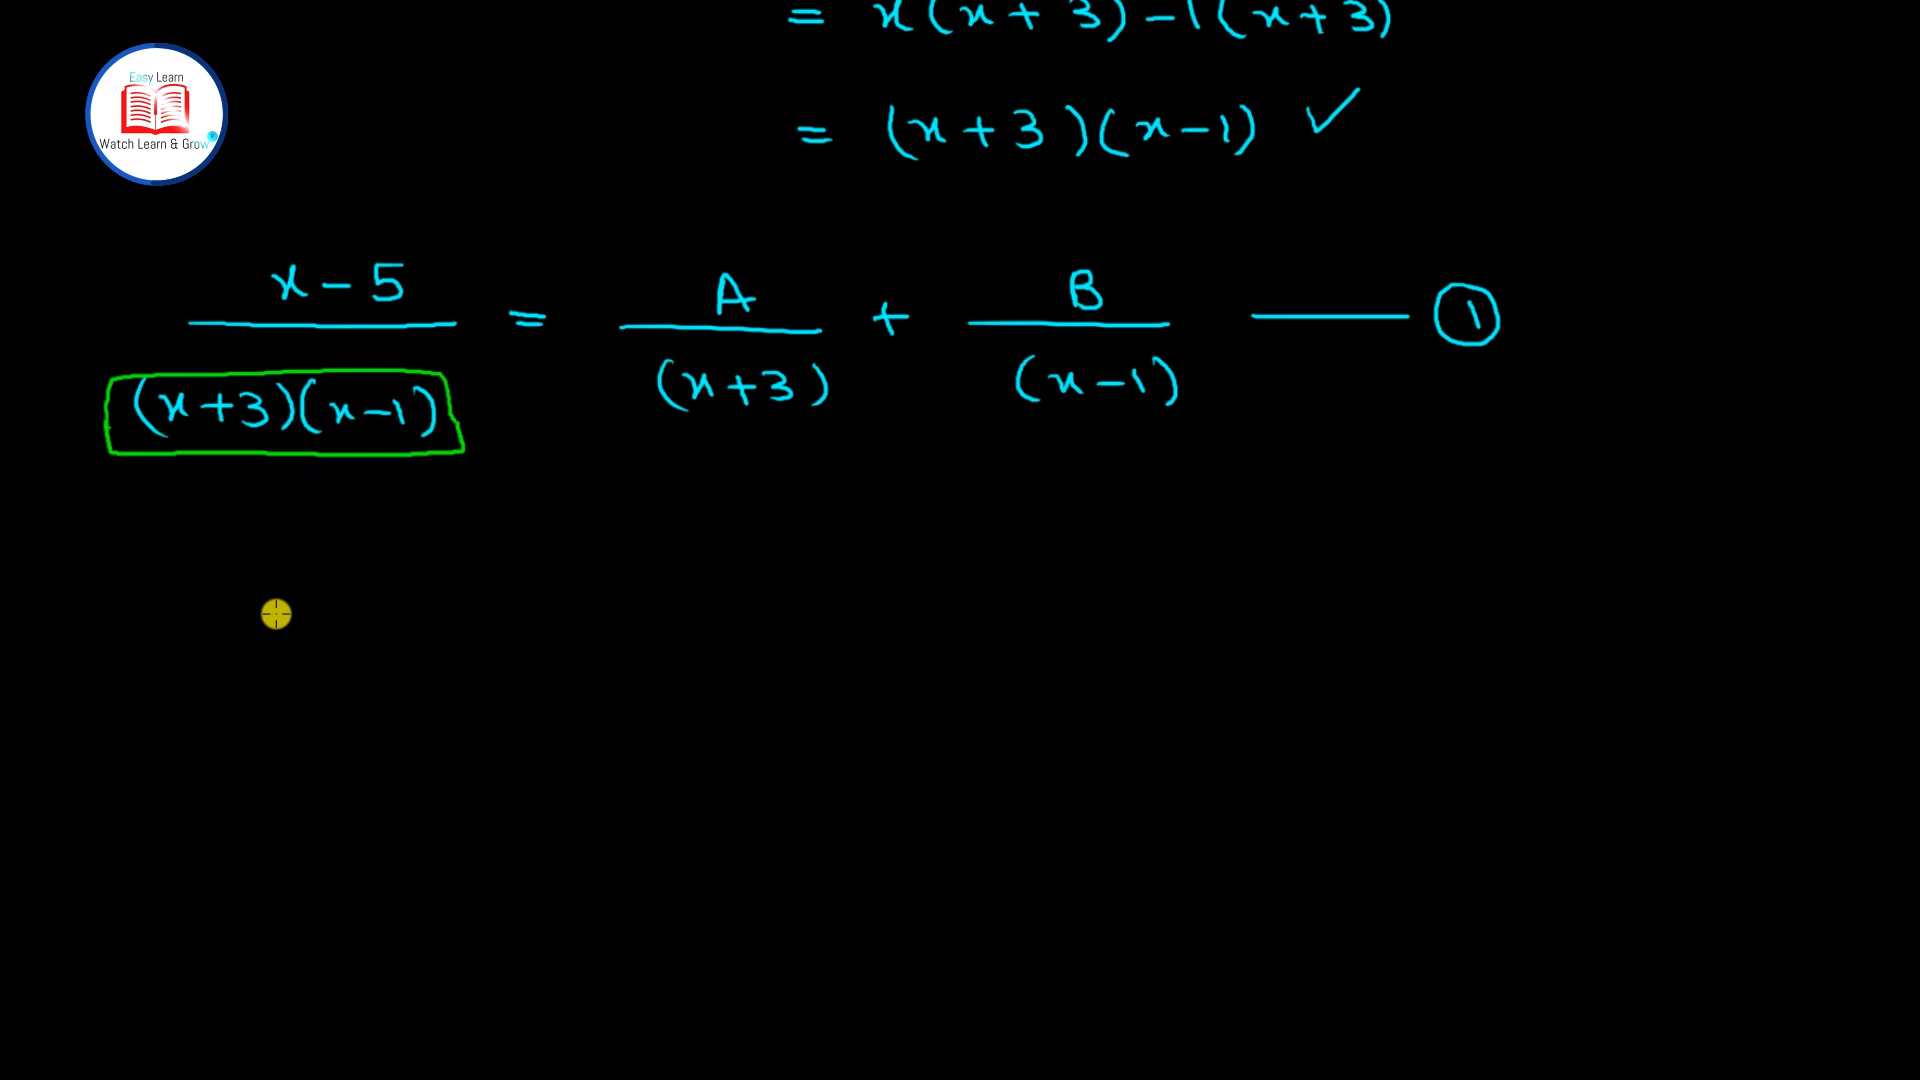 = x(x+3)-1(x+3)
Easy Learn
Watch Learn & Grow
= (x+3)(x-1) ✓
x-5 / (x+3)(x-1) = A / (x+3) + B / (x-1) —— ①